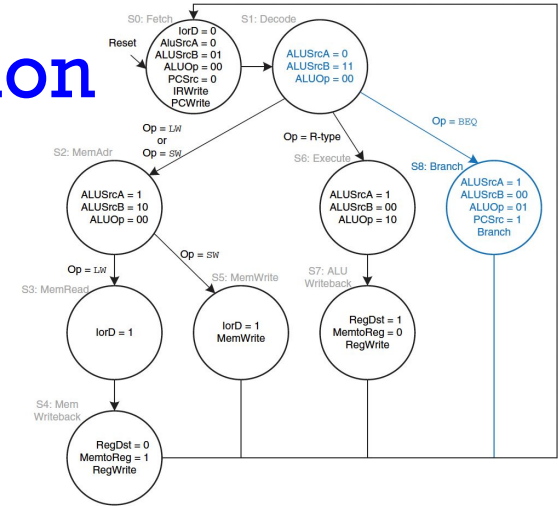 ion
S0: Fetch
S1: Decode
Reset
IorD = 0
AluSrcA = 0
ALUSrcB = 01
ALUOp = 00
PCSrc = 0
IRWrite
PCWrite
ALUSrcA = 0
ALUSrcB = 11
ALUOp = 00
Op = LW
or
Op = SW
Op = R-type
Op = BEQ
S2: MemAdr
S6: Execute
S8: Branch
ALUSrcA = 1
ALUSrcB = 10
ALUOp = 00
ALUSrcA = 1
ALUSrcB = 00
ALUOp = 10
ALUSrcA = 1
ALUSrcB = 00
ALUOp = 01
PCSrc = 1
Branch
Op = LW
Op = SW
S3: MemRead
S5: MemWrite
S7: ALU
Writeback
IorD = 1
IorD = 1
MemWrite
RegDst = 1
MemtoReg = 0
RegWrite
S4: Mem
Writeback
RegDst = 0
MemtoReg = 1
RegWrite